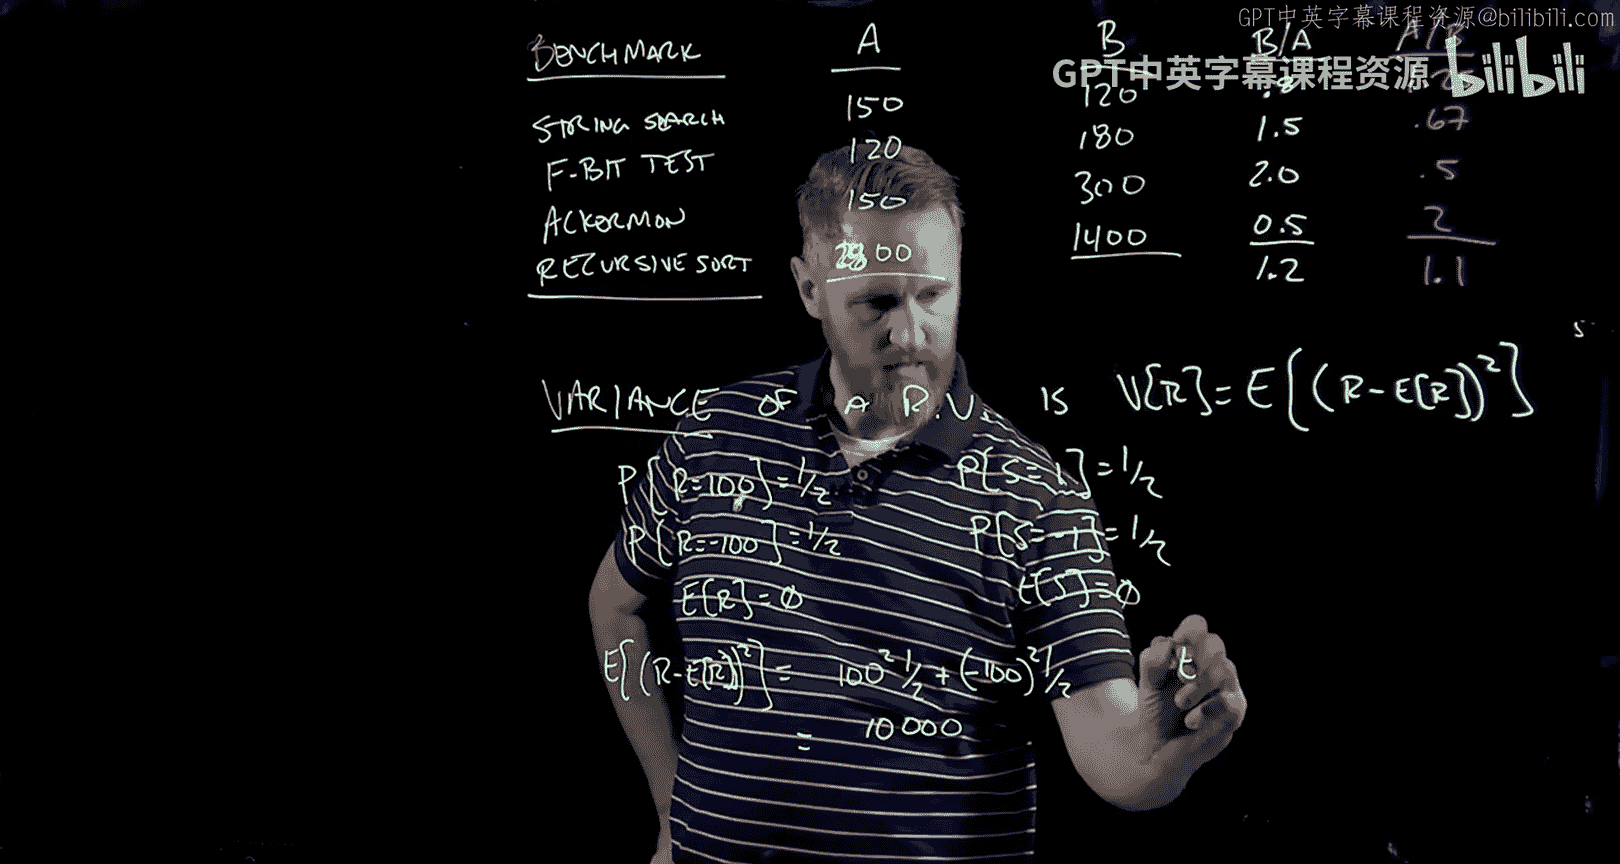 GPT中英字幕课程资源@bilibili.com
GPT中英字幕课程资源 bilibili
BENCHMARK A B B/A A/B
STRING SEARCH 150 120 .8
F-BIT TEST 120 180 1.5 .67
ACKERMON 150 300 2.0 .5
RECURSIVE SORT 00 1400 0.5 2
1.2 1.1
VARIANCE OF A R.V. IS V[R]=E[(R-E[R])²]
P[R=100]=1/2 P[S=1]=1/2
P[R=-100]=1/2 P[S=-1]=1/2
E[R]=0 E[S]=0
E[(R-E[R])²]= 100² 1/2 + (-100)² 1/2
= 10000